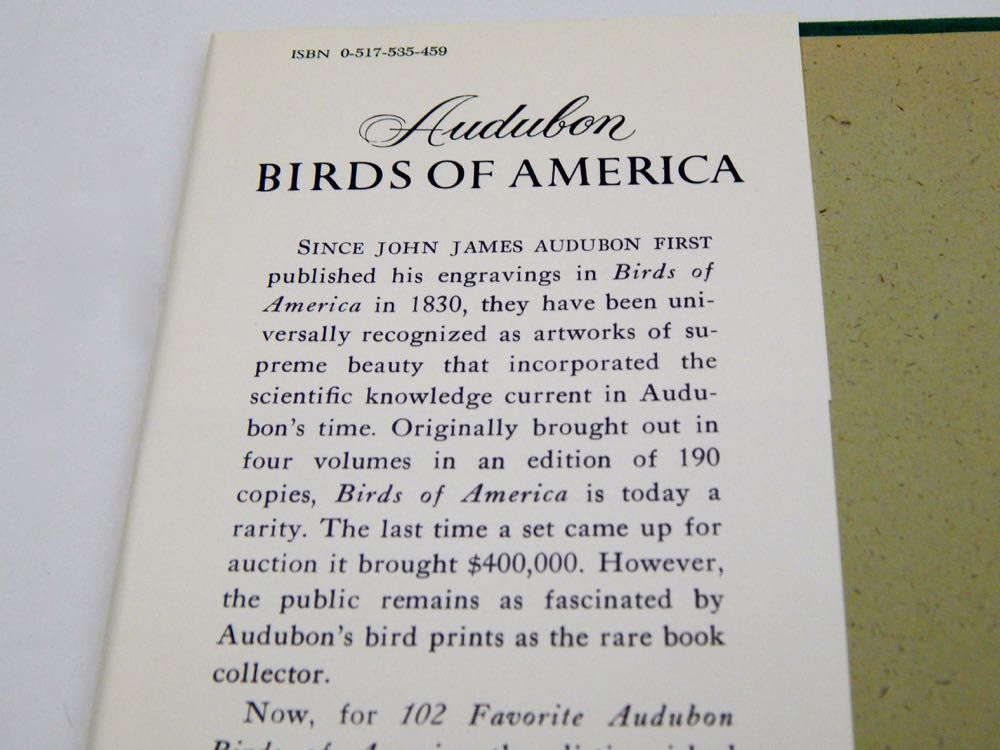 ISBN 0-517-535-459
Audubon
BIRDS OF AMERICA
SINCE JOHN JAMES AUDUBON FIRST
published his engravings in Birds of
America in 1830, they have been uni-
versally recognized as artworks of su-
preme beauty that incorporated the
scientific knowledge current in Audu-
bon's time. Originally brought out in
four volumes in an edition of 190
copies, Birds of America is today a
rarity. The last time a set came up for
auction it brought $400,000. However,
the public remains as fascinated by
Audubon's bird prints as the rare book
collector.
Now, for 102 Favorite Audubon
Birds of America, the distinguished